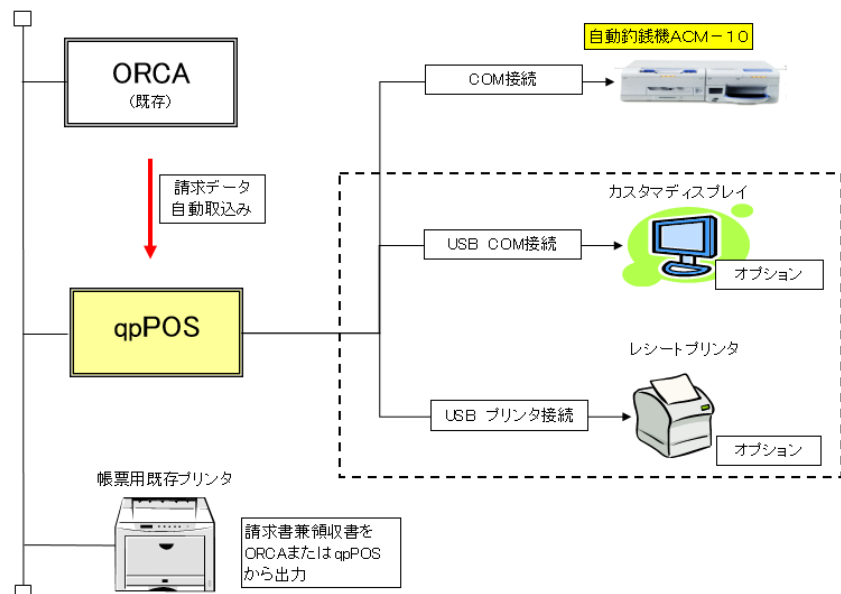 自動釣銭機ACM－10
ORCA
(既存)
COM接続
請求データ
自動取込み
カスタマディスプレイ
USB COM接続
オプション
qpPOS
レシートプリンタ
USB プリンタ接続
オプション
帳票用既存プリンタ
請求書兼領収書を
ORCAまたはqpPOS
から出力